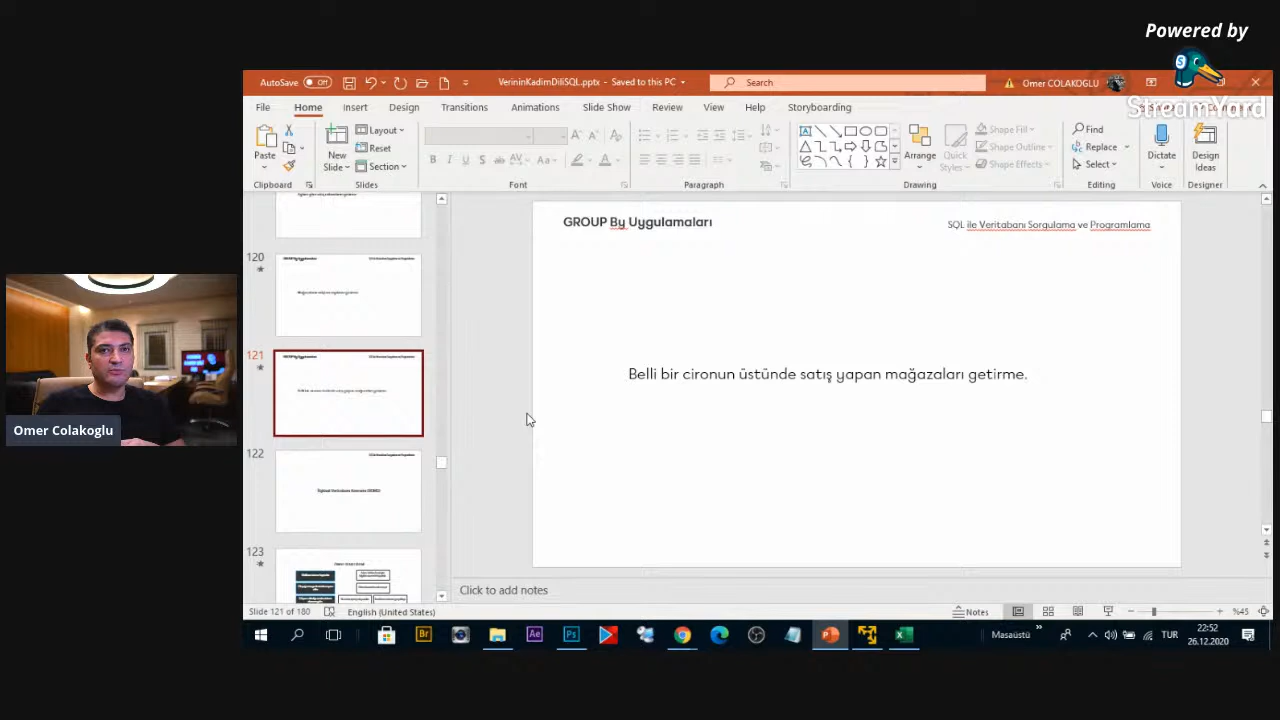 Powered by
StreamYard
AutoSave Off
VerininKadimDiliSQL.pptx - Saved to this PC
Search
Omer COLAKOGLU
File Home Insert Design Transitions Animations Slide Show Review View Help Storyboarding
Paste
New Slide
Layout
Reset
Section
Arrange
Quick Styles
Shape Fill
Shape Outline
Shape Effects
Find
Replace
Select
Dictate
Design Ideas
Clipboard Slides Font Paragraph Drawing Editing Voice Designer
120
121
122
123
GROUP By Uygulamaları
SQL ile Veritabanı Sorgulama ve Programlama
Belli bir cironun üstünde satış yapan mağazaları getirme.
Omer Colakoglu
Click to add notes
Slide 121 of 180 English (United States) Notes %45
Masaüstü TUR 22:52
26.12.2020